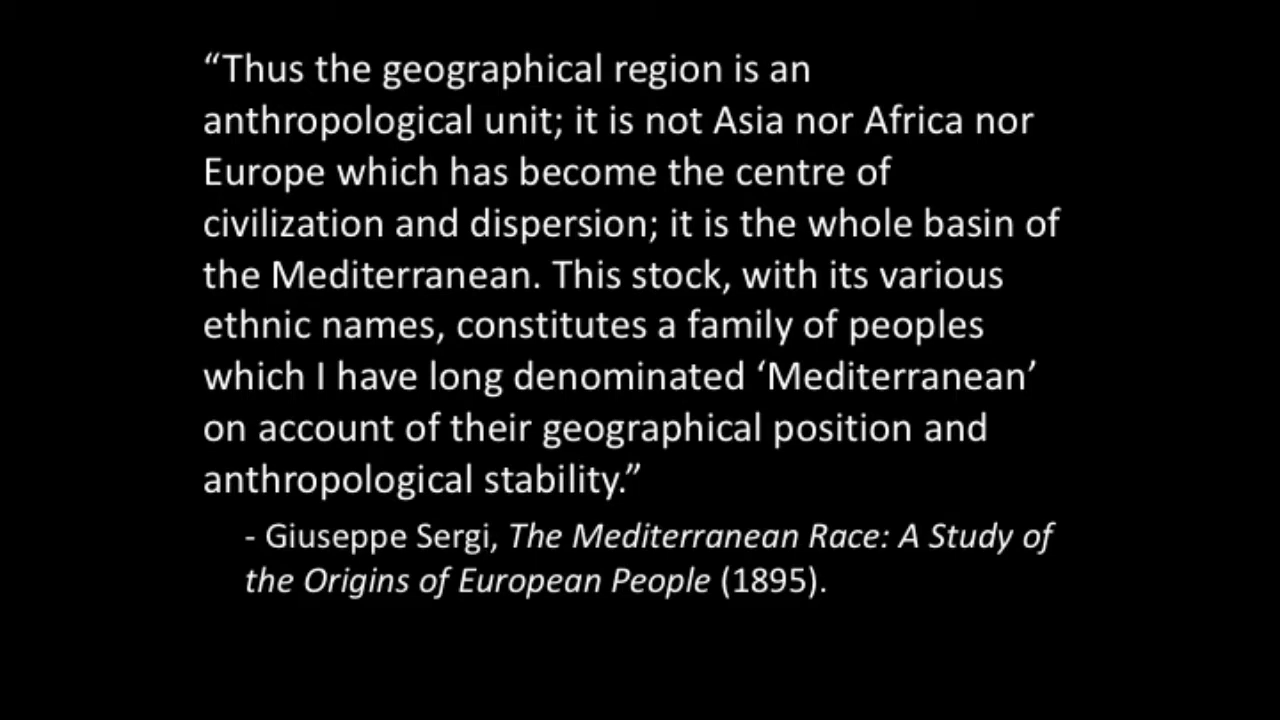 “Thus the geographical region is an
anthropological unit; it is not Asia nor Africa nor
Europe which has become the centre of
civilization and dispersion; it is the whole basin of
the Mediterranean. This stock, with its various
ethnic names, constitutes a family of peoples
which I have long denominated ‘Mediterranean’
on account of their geographical position and
anthropological stability.”
- Giuseppe Sergi, The Mediterranean Race: A Study of
the Origins of European People (1895).